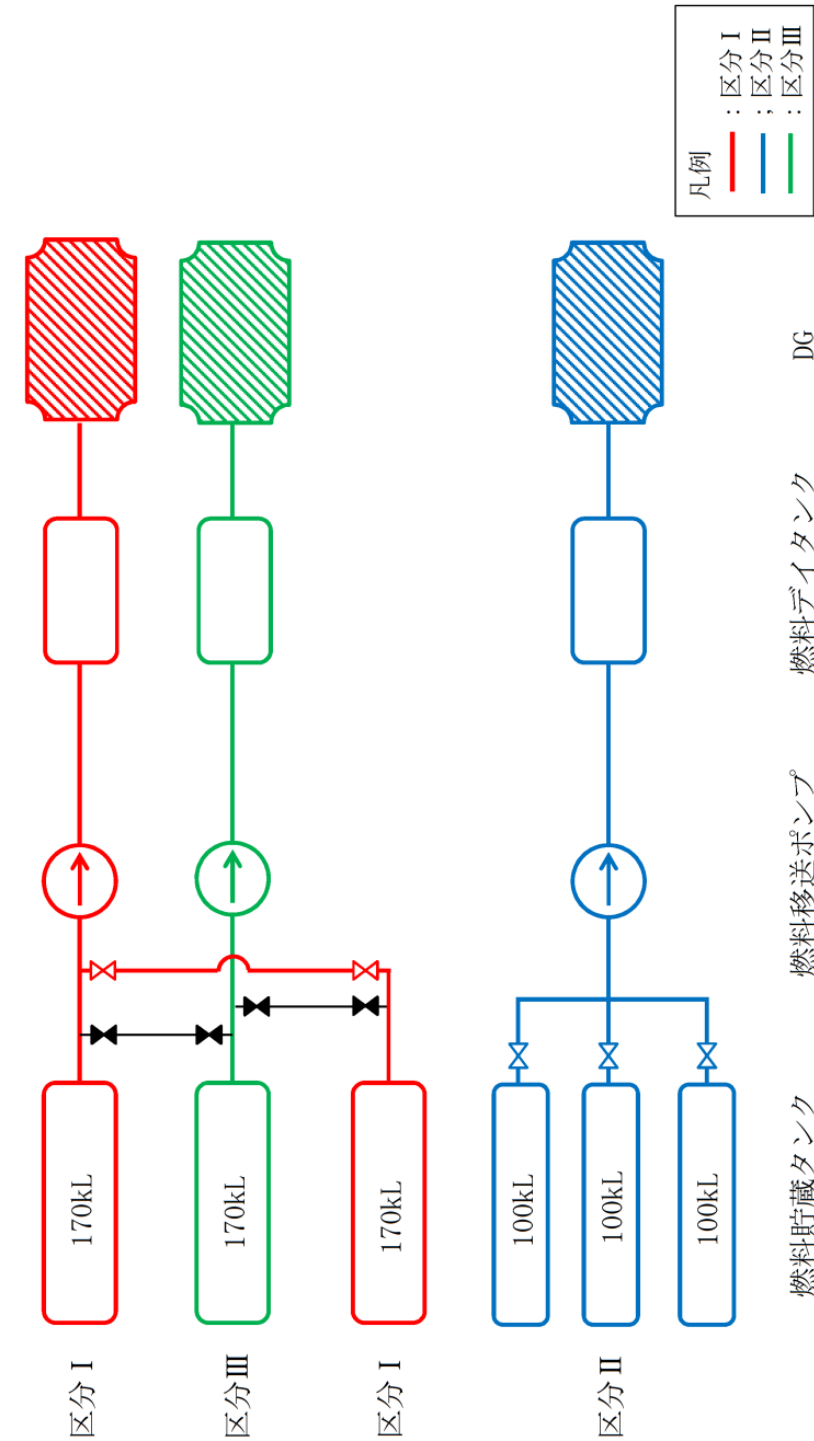 区分Ⅰ
170kL
区分Ⅲ
170kL
区分Ⅰ
170kL
区分Ⅱ
100kL
100kL
100kL
燃料貯蔵タンク
燃料移送ポンプ
燃料デイタンク
DG
凡例
：区分Ⅰ
；区分Ⅱ
：区分Ⅲ